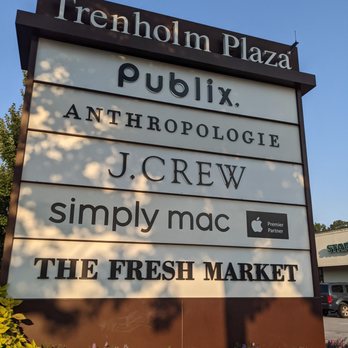 Trenholm Plaza
Publix.
ANTHROPOLOGIE
J.CREW
simply mac
Premier
Partner
THE FRESH MARKET